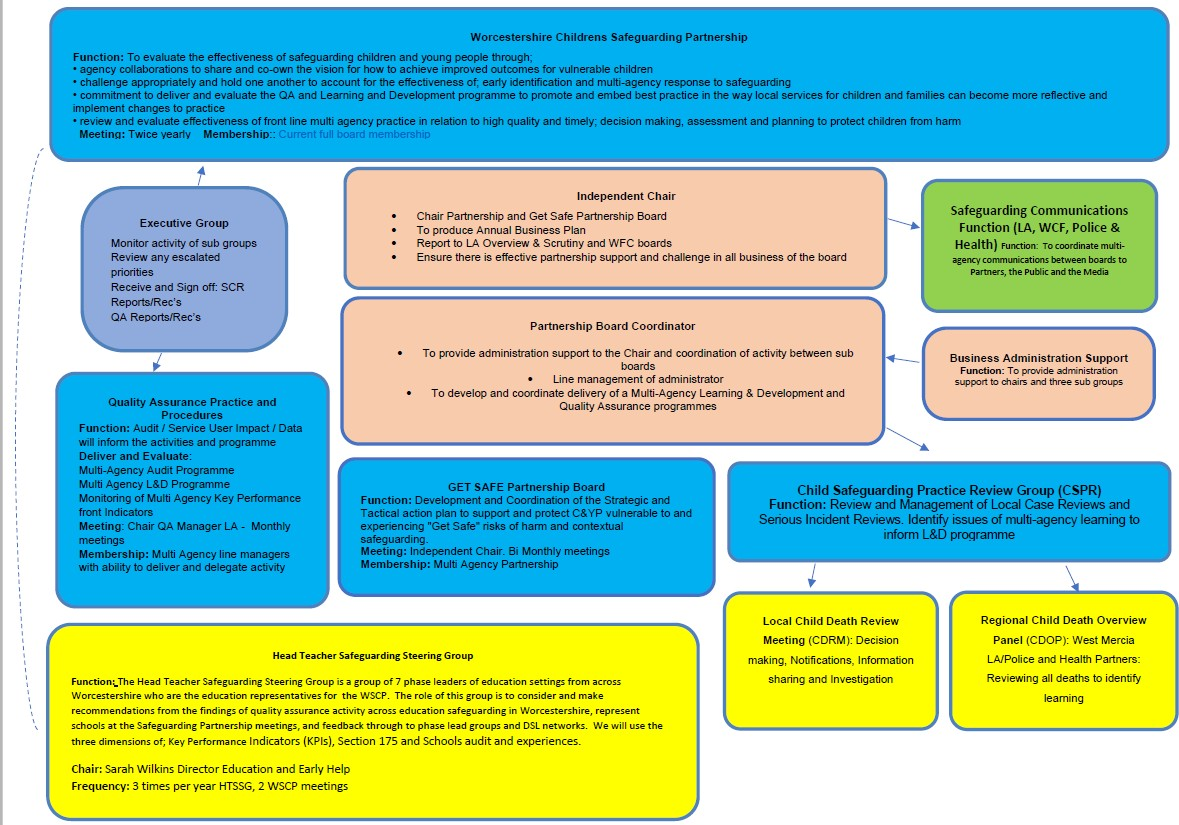 Worcestershire Childrens Safeguarding Partnership
Function: To evaluate the effectiveness of safeguarding children and young people through;
• agency collaborations to share and co-own the vision for how to achieve improved outcomes for vulnerable children
• challenge appropriately and hold one another to account for the effectiveness of; early identification and multi-agency response to safeguarding
• commitment to deliver and evaluate the QA and Learning and Development programme to promote and embed best practice in the way local services for children and families can become more reflective and
implement changes to practice
• review and evaluate effectiveness of front line multi agency practice in relation to high quality and timely; decision making, assessment and planning to protect children from harm
Meeting: Twice yearly Membership:: Current full board membership
Executive Group
Monitor activity of sub groups
Review any escalated
priorities
Receive and Sign off: SCR
Reports/Rec's
QA Reports/Rec's
Independent Chair
• Chair Partnership and Get Safe Partnership Board
• To produce Annual Business Plan
• Report to LA Overview & Scrutiny and WFC boards
• Ensure there is effective partnership support and challenge in all business of the board
Safeguarding Communications
Function (LA, WCF, Police &
Health) Function: To coordinate multi-
agency communications between boards to
Partners, the Public and the Media
Partnership Board Coordinator
• To provide administration support to the Chair and coordination of activity between sub
boards
• Line management of administrator
• To develop and coordinate delivery of a Multi-Agency Learning & Development and
Quality Assurance programmes
Business Administration Support
Function: To provide administration
support to chairs and three sub groups
Quality Assurance Practice and
Procedures
Function: Audit / Service User Impact / Data
will inform the activities and programme
Deliver and Evaluate:
Multi-Agency Audit Programme
Multi Agency L&D Programme
Monitoring of Multi Agency Key Performance
front Indicators
Meeting: Chair QA Manager LA - Monthly
meetings
Membership: Multi Agency line managers
with ability to deliver and delegate activity
GET SAFE Partnership Board
Function: Development and Coordination of the Strategic and
Tactical action plan to support and protect C&YP vulnerable to and
experiencing "Get Safe" risks of harm and contextual
safeguarding.
Meeting: Independent Chair. Bi Monthly meetings
Membership: Multi Agency Partnership
Child Safeguarding Practice Review Group (CSPR)
Function: Review and Management of Local Case Reviews and
Serious Incident Reviews. Identify issues of multi-agency learning to
inform L&D programme
Local Child Death Review
Meeting (CDRM): Decision
making, Notifications, Information
sharing and Investigation
Regional Child Death Overview
Panel (CDOP): West Mercia
LA/Police and Health Partners:
Reviewing all deaths to identify
learning
Head Teacher Safeguarding Steering Group
Function: The Head Teacher Safeguarding Steering Group is a group of 7 phase leaders of education settings from across
Worcestershire who are the education representatives for the WSCP. The role of this group is to consider and make
recommendations from the findings of quality assurance activity across education safeguarding in Worcestershire, represent
schools at the Safeguarding Partnership meetings, and feedback through to phase lead groups and DSL networks. We will use the
three dimensions of; Key Performance Indicators (KPIs), Section 175 and Schools audit and experiences.
Chair: Sarah Wilkins Director Education and Early Help
Frequency: 3 times per year HTSSG, 2 WSCP meetings